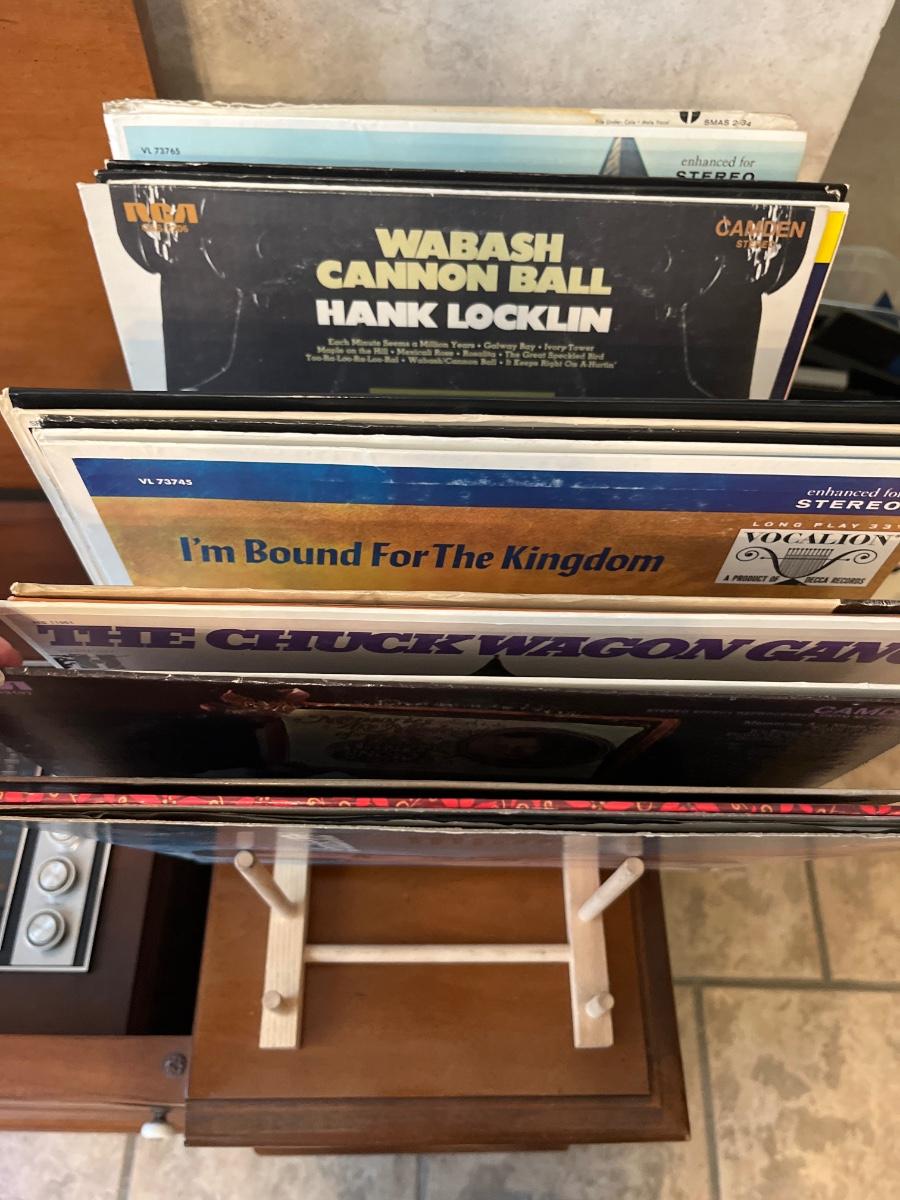 SMAS 2-34
VL 73765
enhanced for
STEREO
RCA
CAMDEN
STEREO
WABASH
CANNON BALL
HANK LOCKLIN
Each Minute Seems a Million Years • Galway Bay • Ivory Tower
Maple on the Hill • Mexicali Rose • Rosalita • The Great Speckled Bird
Too-Ra-Loo-Ra-Loo-Ral • Wabash Cannon Ball • It Keeps Right On A-Hurtin'
VL 73745
enhanced for
STEREO
I'm Bound For The Kingdom
LONG PLAY 33⅓
VOCALION
A PRODUCT OF DECCA RECORDS
THE CHUCK WAGON GANG